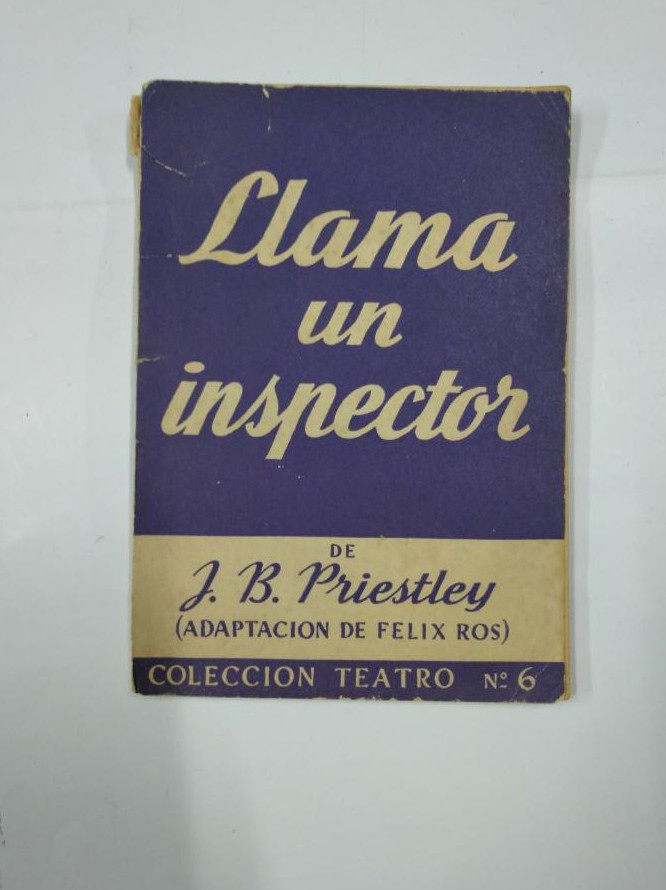 Llama
un
inspector
DE
J. B. Priestley
(ADAPTACION DE FELIX ROS)
COLECCION TEATRO Nº 6